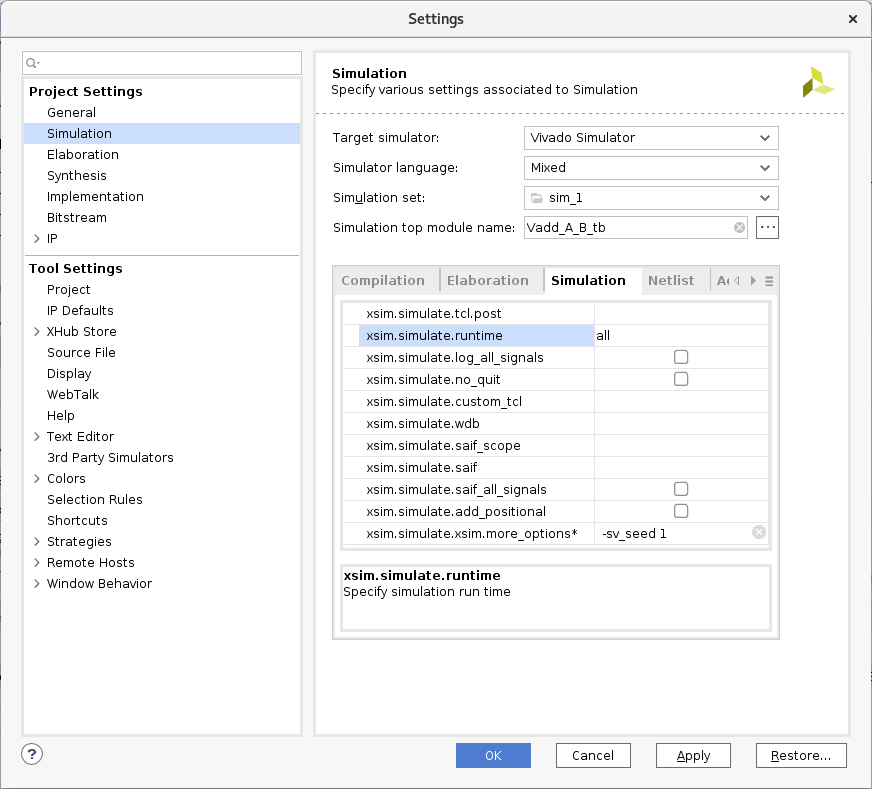 Settings
Project Settings
General
Simulation
Elaboration
Synthesis
Implementation
Bitstream
IP
Tool Settings
Project
IP Defaults
XHub Store
Source File
Display
WebTalk
Help
Text Editor
3rd Party Simulators
Colors
Selection Rules
Shortcuts
Strategies
Remote Hosts
Window Behavior
Simulation
Specify various settings associated to Simulation
Target simulator: Vivado Simulator
Simulator language: Mixed
Simulation set: sim_1
Simulation top module name: Vadd_A_B_tb ...
Compilation Elaboration Simulation Netlist
xsim.simulate.tcl.post
xsim.simulate.runtime all
xsim.simulate.log_all_signals
xsim.simulate.no_quit
xsim.simulate.custom_tcl
xsim.simulate.wdb
xsim.simulate.saif_scope
xsim.simulate.saif
xsim.simulate.saif_all_signals
xsim.simulate.add_positional
xsim.simulate.xsim.more_options* -sv_seed 1
xsim.simulate.runtime
Specify simulation run time
? OK Cancel Apply Restore...